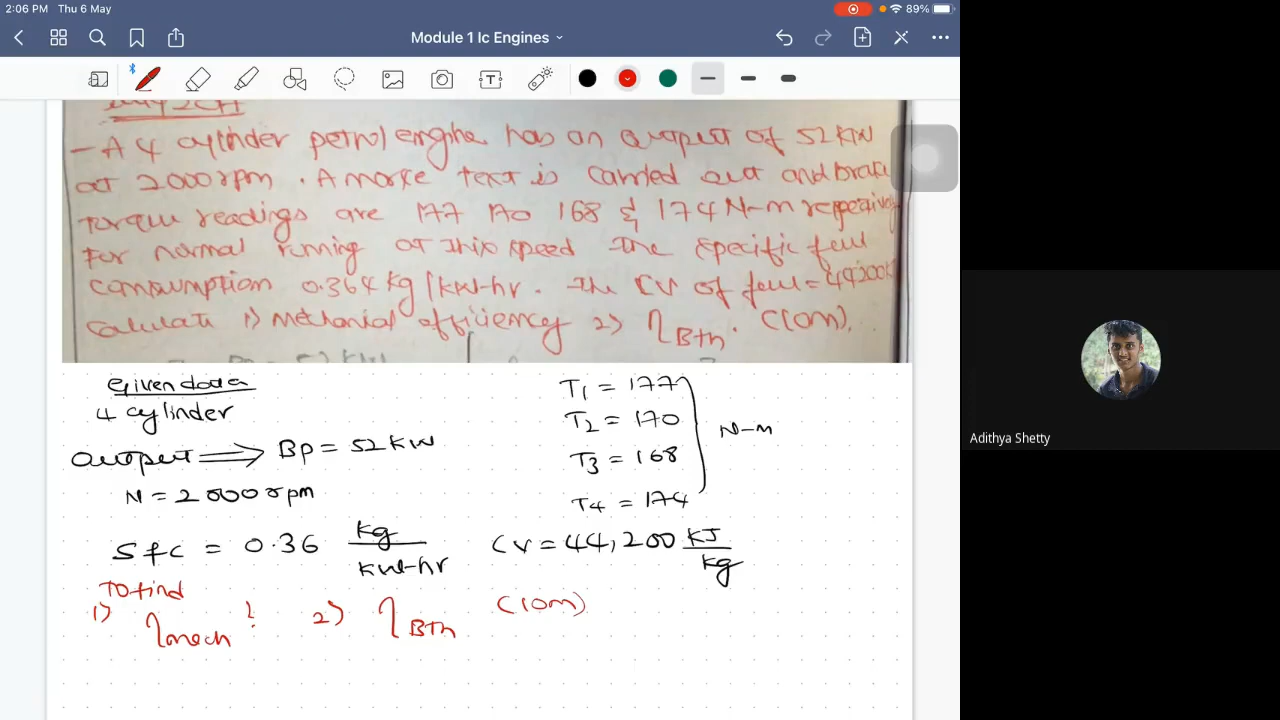 2:06 PM Thu 6 May
89%
Module 1 Ic Engines
- A 4 cylinder petrol engine has an output of 52 KW
at 2000 rpm . A morse test is carried out and Brake
torque readings are 177 170 168 & 174 N-m respectively
For normal running at this speed the specific fuel
consumption 0.364 kg/kw-hr . The CV of fuel = 44200K
calculate 1) Mechanial efficiency 2) ηBth . (10m).
Given data
4 cylinder
output ⟹ BP = 52 KW
N = 2000 rpm
T1 = 177
T2 = 170
T3 = 168
T4 = 174
N-m
sfc = 0.36 kg/kw-hr
CV = 44,200 KJ/kg
To find
1) ηmech ? 2) ηBth (10m)
Adithya Shetty